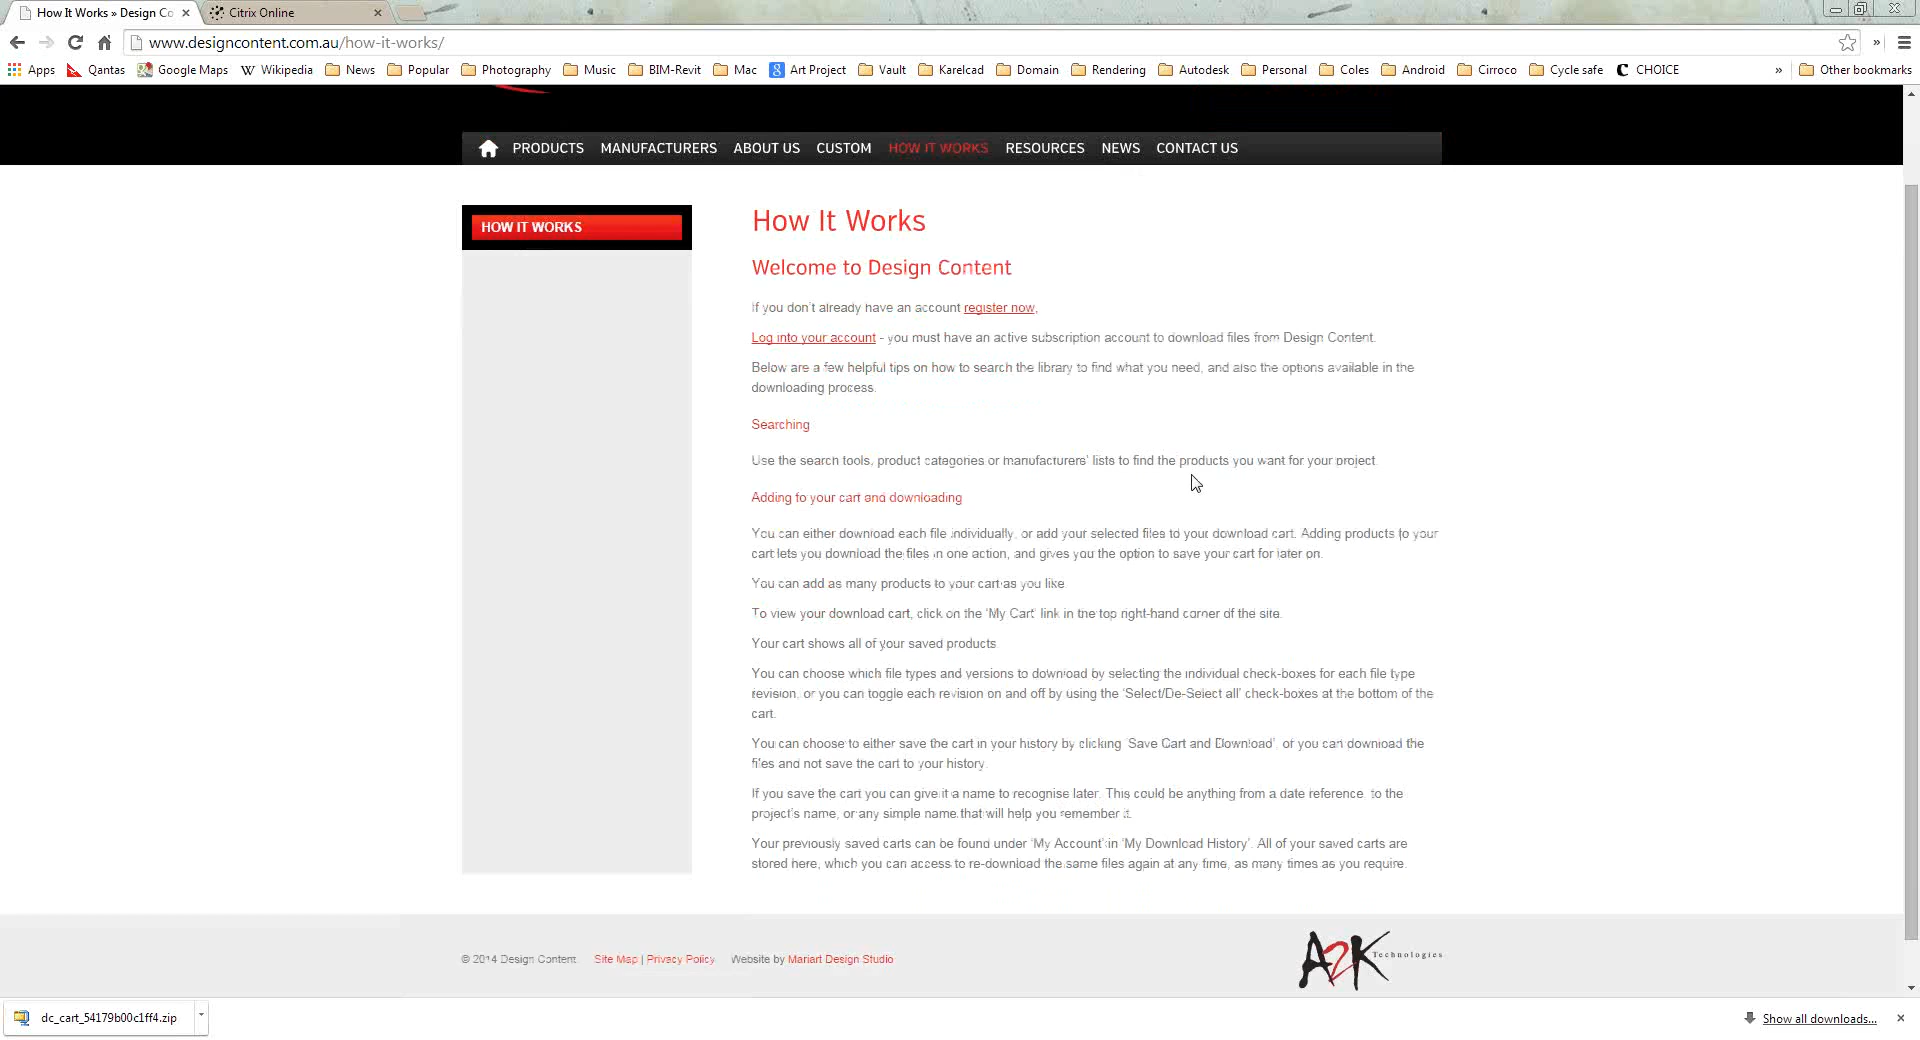 How It Works » Design Co
Citrix Online
www.designcontent.com.au/how-it-works/
Apps Qantas Google Maps W Wikipedia News Popular Photography Music BIM-Revit Mac 8 Art Project Vault Karelcad Domain Rendering Autodesk Personal Coles Android Cirroco Cycle safe C CHOICE » Other bookmarks
PRODUCTS MANUFACTURERS ABOUT US CUSTOM HOW IT WORKS RESOURCES NEWS CONTACT US
HOW IT WORKS
How It Works
Welcome to Design Content
If you don't already have an account register now,
Log into your account - you must have an active subscription account to download files from Design Content.
Below are a few helpful tips on how to search the library to find what you need, and also the options available in the
downloading process.
Searching
Use the search tools, product categories or manufacturers' lists to find the products you want for your project.
Adding to your cart and downloading
You can either download each file individually, or add your selected files to your download cart. Adding products to your
cart lets you download the files in one action, and gives you the option to save your cart for later on.
You can add as many products to your cart as you like.
To view your download cart, click on the 'My Cart' link in the top right-hand corner of the site.
Your cart shows all of your saved products
You can choose which file types and versions to download by selecting the individual check-boxes for each file type
revision, or you can toggle each revision on and off by using the 'Select/De-Select all' check-boxes at the bottom of the
cart.
You can choose to either save the cart in your history by clicking 'Save Cart and Download', or you can download the
files and not save the cart to your history.
If you save the cart you can give it a name to recognise later. This could be anything from a date reference, to the
project's name, or any simple name that will help you remember it.
Your previously saved carts can be found under 'My Account' in 'My Download History'. All of your saved carts are
stored here, which you can access to re-download the same files again at any time, as many times as you require.
© 2014 Design Content Site Map | Privacy Policy Website by Mariart Design Studio
A2K Technologies
dc_cart_54179b00c1ff4.zip
Show all downloads...